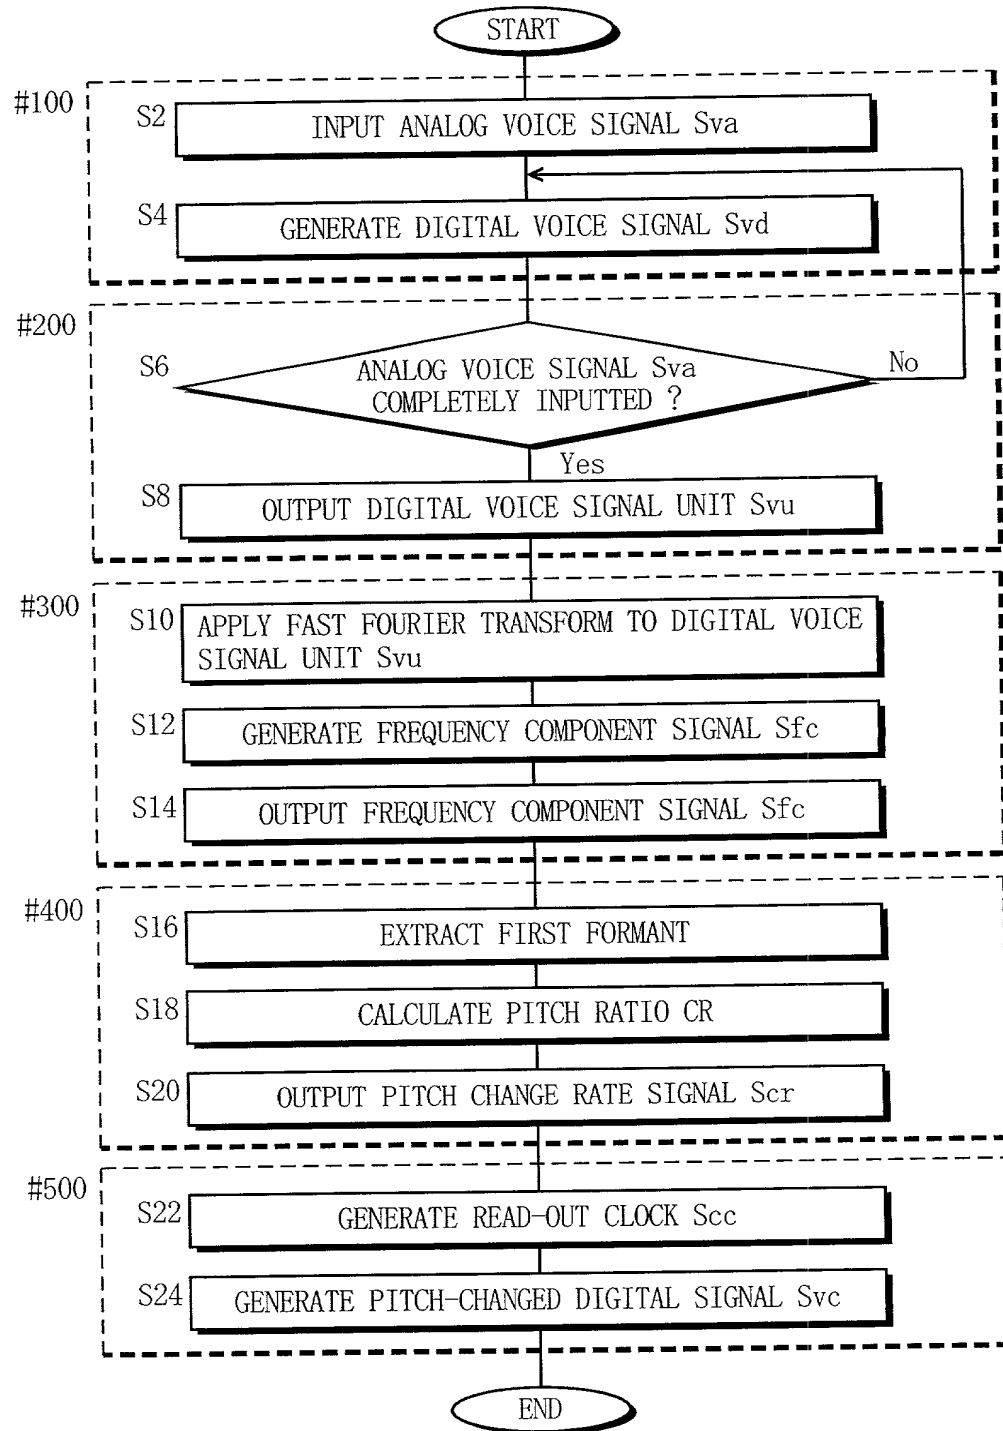 START
#100
S2
INPUT ANALOG VOICE SIGNAL Sva
S4
GENERATE DIGITAL VOICE SIGNAL Svd
#200
S6
ANALOG VOICE SIGNAL Sva
COMPLETELY INPUTTED ?
No
Yes
S8
OUTPUT DIGITAL VOICE SIGNAL UNIT Svu
#300
S10
APPLY FAST FOURIER TRANSFORM TO DIGITAL VOICE
SIGNAL UNIT Svu
S12
GENERATE FREQUENCY COMPONENT SIGNAL Sfc
S14
OUTPUT FREQUENCY COMPONENT SIGNAL Sfc
#400
S16
EXTRACT FIRST FORMANT
S18
CALCULATE PITCH RATIO CR
S20
OUTPUT PITCH CHANGE RATE SIGNAL Scr
#500
S22
GENERATE READ-OUT CLOCK Scc
S24
GENERATE PITCH-CHANGED DIGITAL SIGNAL Svc
END